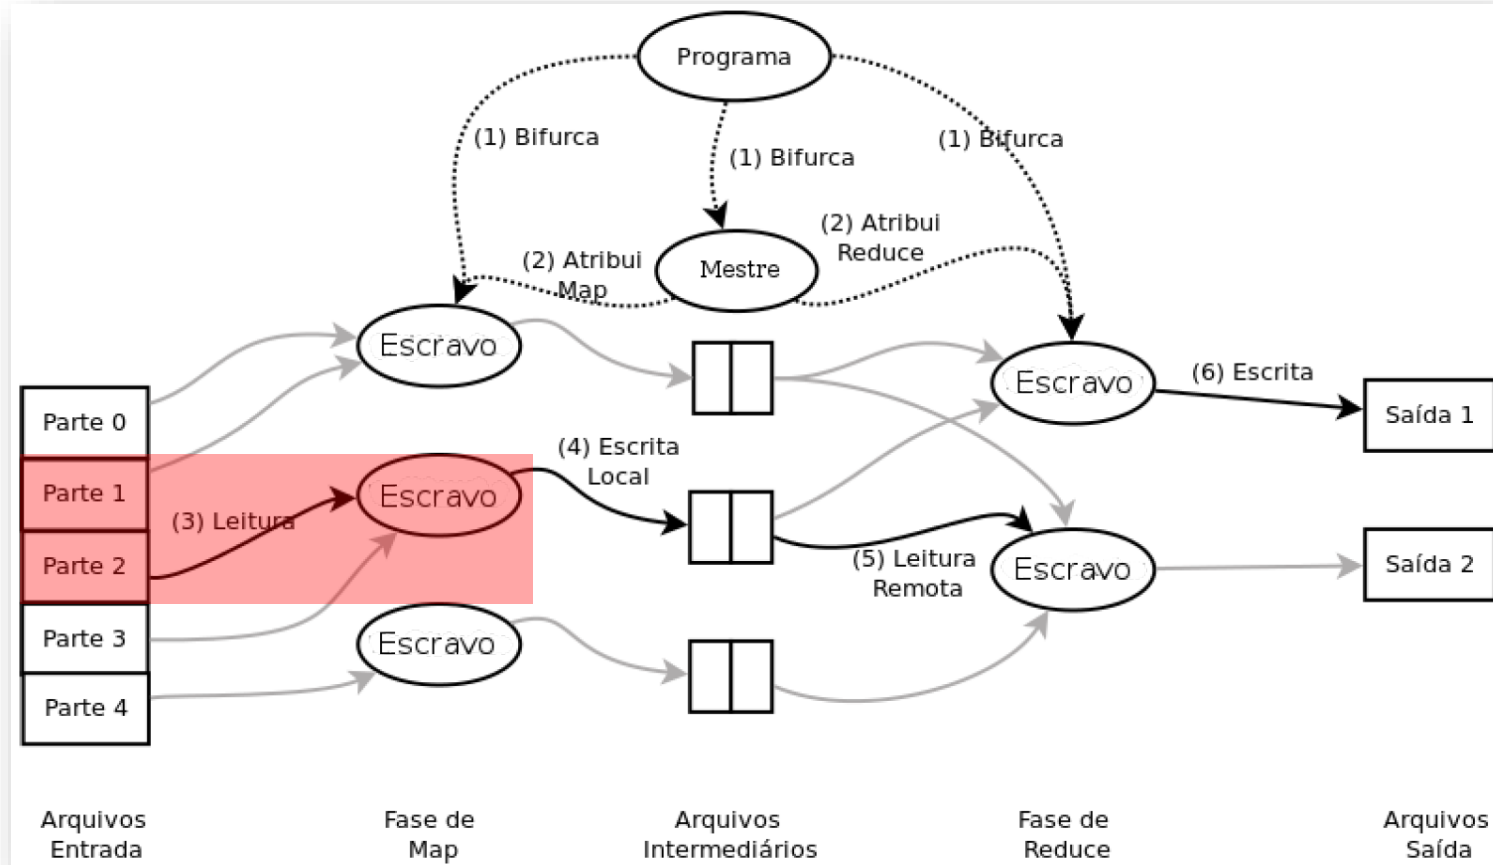 Programa
(1) Bifurca
(1) Bifurca
(1) Bifurca
(2) Atribui
Map
Mestre
(2) Atribui
Reduce
Escravo
Escravo
(6) Escrita
Saída 1
Parte 0
Parte 1
Parte 2
Parte 3
Parte 4
(3) Leitura
Escravo
(4) Escrita
Local
(5) Leitura
Remota
Escravo
Saída 2
Escravo
Arquivos
Entrada
Fase de
Map
Arquivos
Intermediários
Fase de
Reduce
Arquivos
Saída